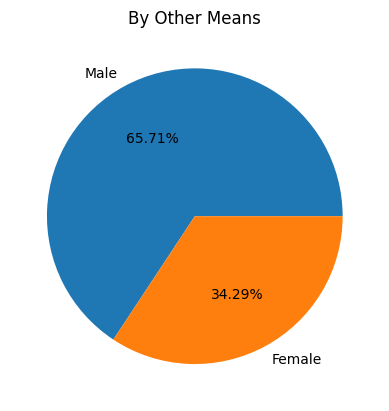 By Other Means
Male
65.71%
34.29%
Female